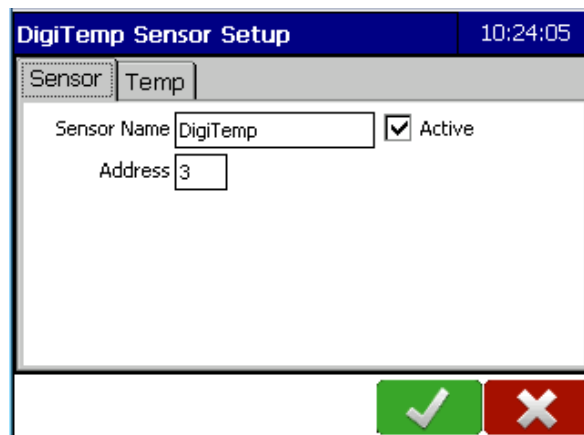 DigiTemp Sensor Setup 10:24:05
Sensor Temp
Sensor Name DigiTemp Active
Address 3